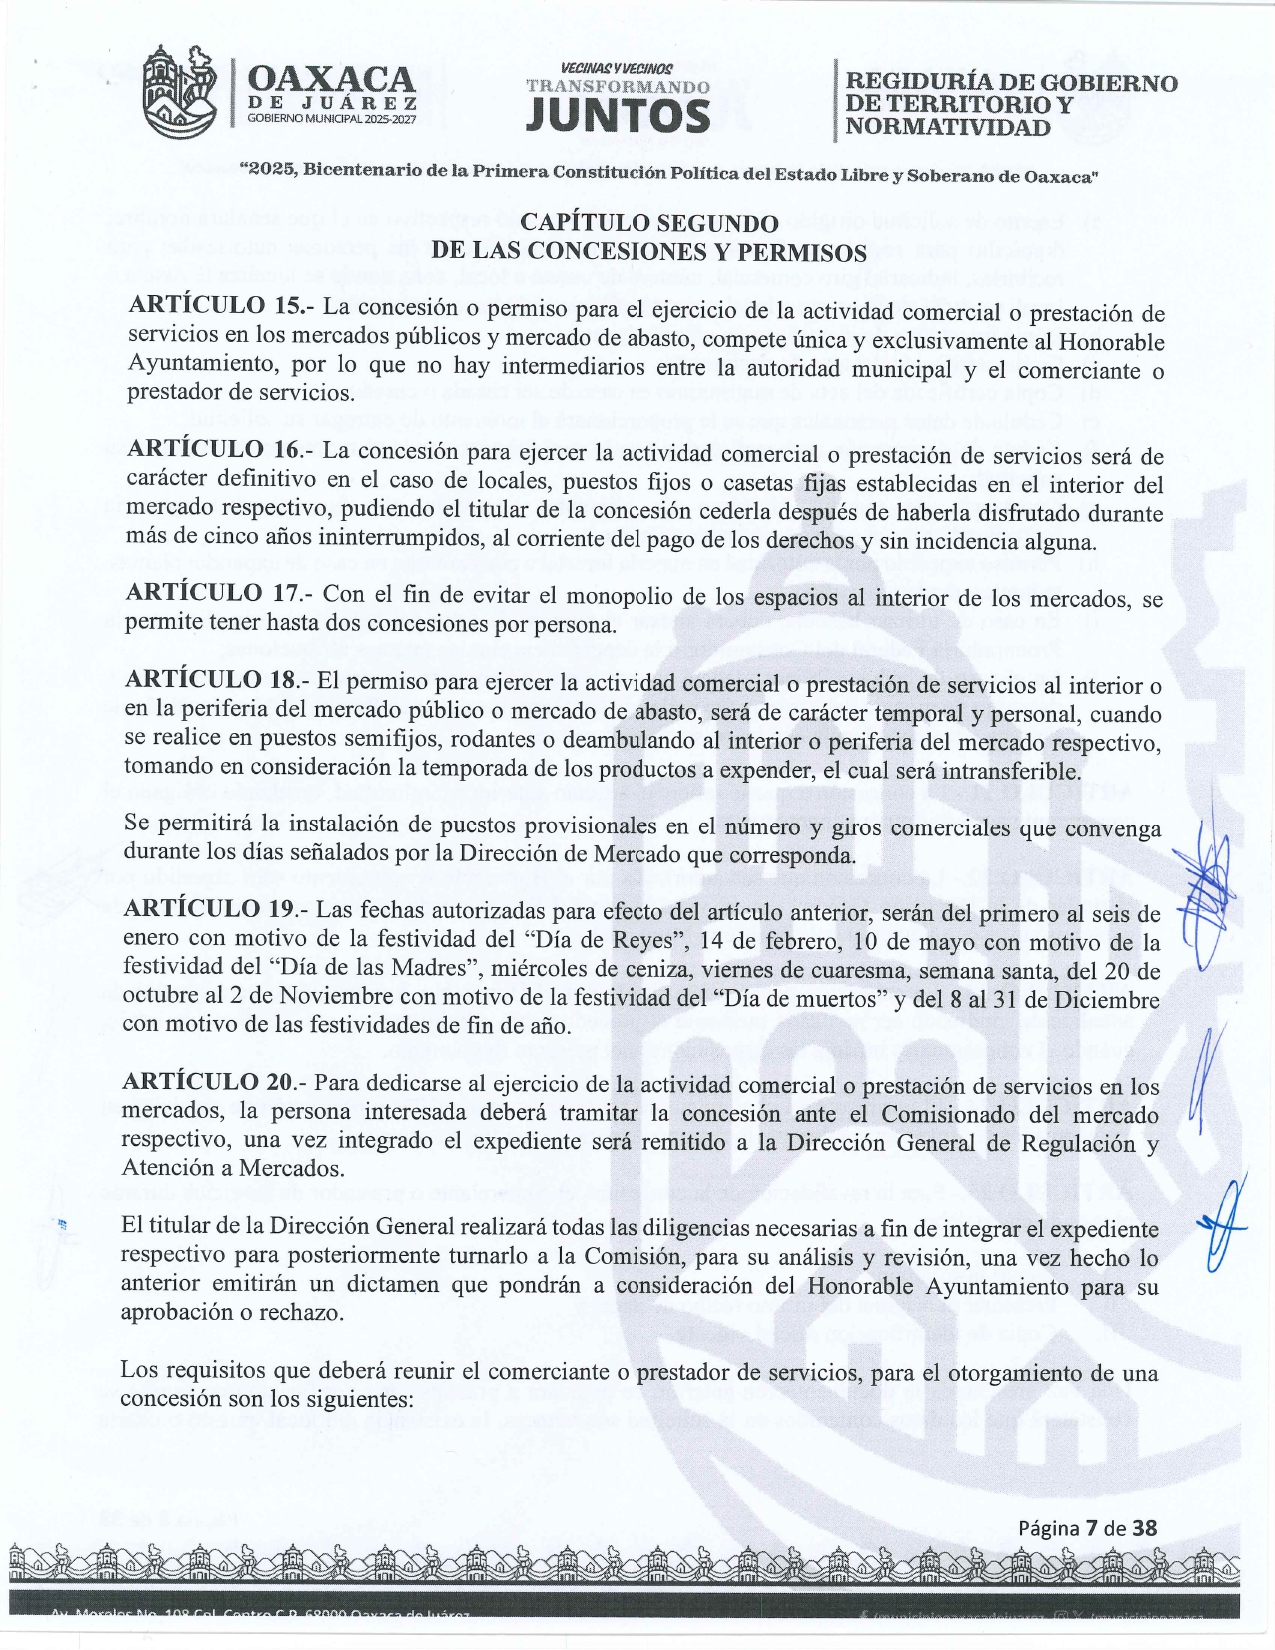 OAXACA
DE JUÁREZ
GOBIERNO MUNICIPAL 2025-2027
VECINAS Y VECINOS
TRANSFORMANDO
JUNTOS
REGIDURÍA DE GOBIERNO
DE TERRITORIO Y
NORMATIVIDAD
“2025, Bicentenario de la Primera Constitución Política del Estado Libre y Soberano de Oaxaca"
CAPÍTULO SEGUNDO
DE LAS CONCESIONES Y PERMISOS
ARTÍCULO 15.- La concesión o permiso para el ejercicio de la actividad comercial o prestación de
servicios en los mercados públicos y mercado de abasto, compete única y exclusivamente al Honorable
Ayuntamiento, por lo que no hay intermediarios entre la autoridad municipal y el comerciante o
prestador de servicios.
ARTÍCULO 16.- La concesión para ejercer la actividad comercial o prestación de servicios será de
carácter definitivo en el caso de locales, puestos fijos o casetas fijas establecidas en el interior del
mercado respectivo, pudiendo el titular de la concesión cederla después de haberla disfrutado durante
más de cinco años ininterrumpidos, al corriente del pago de los derechos y sin incidencia alguna.
ARTÍCULO 17.- Con el fin de evitar el monopolio de los espacios al interior de los mercados, se
permite tener hasta dos concesiones por persona.
ARTÍCULO 18.- El permiso para ejercer la actividad comercial o prestación de servicios al interior o
en la periferia del mercado público o mercado de abasto, será de carácter temporal y personal, cuando
se realice en puestos semifijos, rodantes o deambulando al interior o periferia del mercado respectivo,
tomando en consideración la temporada de los productos a expender, el cual será intransferible.
Se permitirá la instalación de puestos provisionales en el número y giros comerciales que convenga
durante los días señalados por la Dirección de Mercado que corresponda.
ARTÍCULO 19.- Las fechas autorizadas para efecto del artículo anterior, serán del primero al seis de
enero con motivo de la festividad del “Día de Reyes”, 14 de febrero, 10 de mayo con motivo de la
festividad del “Día de las Madres”, miércoles de ceniza, viernes de cuaresma, semana santa, del 20 de
octubre al 2 de Noviembre con motivo de la festividad del “Día de muertos” y del 8 al 31 de Diciembre
con motivo de las festividades de fin de año.
ARTÍCULO 20.- Para dedicarse al ejercicio de la actividad comercial o prestación de servicios en los
mercados, la persona interesada deberá tramitar la concesión ante el Comisionado del mercado
respectivo, una vez integrado el expediente será remitido a la Dirección General de Regulación y
Atención a Mercados.
El titular de la Dirección General realizará todas las diligencias necesarias a fin de integrar el expediente
respectivo para posteriormente turnarlo a la Comisión, para su análisis y revisión, una vez hecho lo
anterior emitirán un dictamen que pondrán a consideración del Honorable Ayuntamiento para su
aprobación o rechazo.
Los requisitos que deberá reunir el comerciante o prestador de servicios, para el otorgamiento de una
concesión son los siguientes:
Página 7 de 38
Av. Morelos No. 108 Col. Centro C.P. 68000 Oaxaca de Juárez
/municipiooaxacadejuarez
/municipiooaxaca